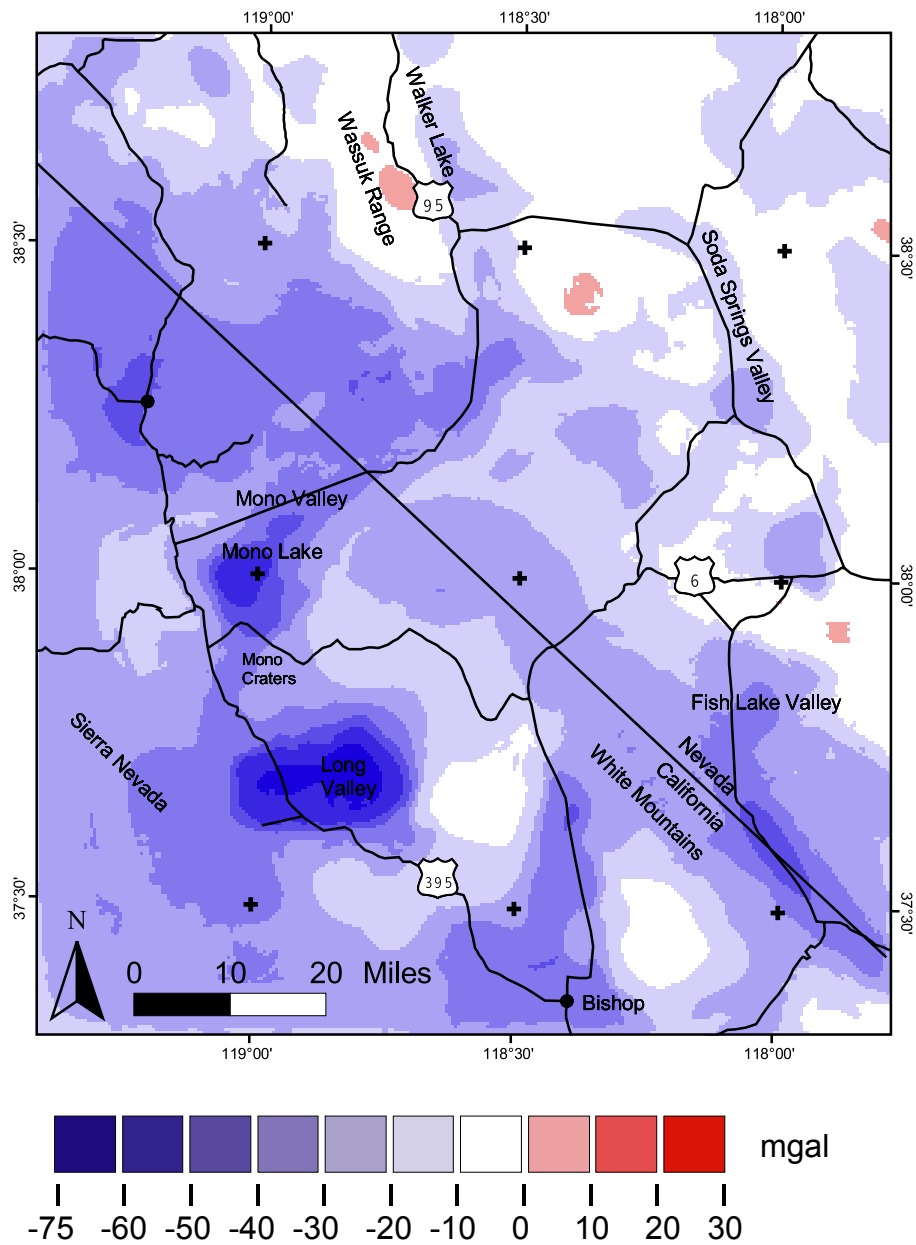 119°00'
118°30'
118°00'
Walker Lake
Wassuk Range
95
38°30'
38°30'
Soda Springs Valley
Mono Valley
Mono Lake
38°00'
38°00'
6
Mono
Craters
Fish Lake Valley
Sierra Nevada
Long
Valley
Nevada
California
White Mountains
395
37°30'
37°30'
N
0 10 20 Miles
Bishop
119°00'
118°30'
118°00'
mgal
-75 -60 -50 -40 -30 -20 -10 0 10 20 30